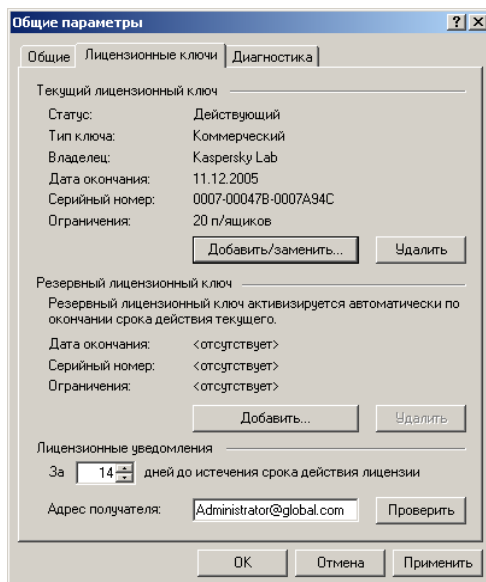 Общие параметры
Общие Лицензионные ключи Диагностика
Текущий лицензионный ключ
Статус: Действующий
Тип ключа: Коммерческий
Владелец: Kaspersky Lab
Дата окончания: 11.12.2005
Серийный номер: 0007-00047B-0007A94C
Ограничения: 20 п/ящиков
Добавить/заменить... Удалить
Резервный лицензионный ключ
Резервный лицензионный ключ активизируется автоматически по
окончании срока действия текущего.
Дата окончания: <отсутствует>
Серийный номер: <отсутствует>
Ограничения: <отсутствует>
Добавить... Удалить
Лицензионные уведомления
За 14 дней до истечения срока действия лицензии
Адрес получателя: Administrator@global.com Проверить
OK Отмена Применить